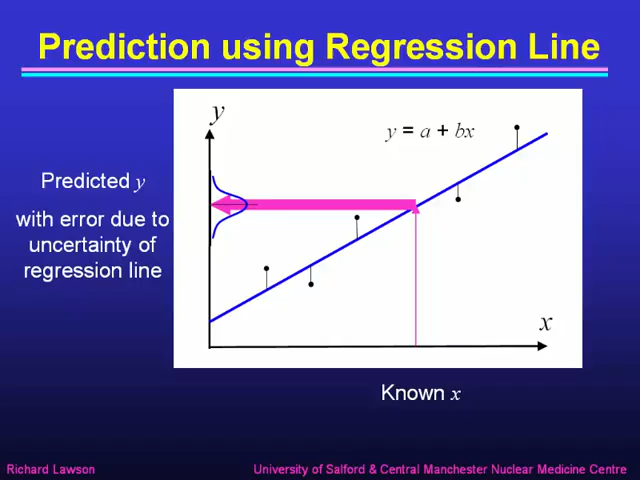 Prediction using Regression Line
y
y = a + bx
Predicted y
with error due to
uncertainty of
regression line
x
Known x
Richard Lawson
University of Salford & Central Manchester Nuclear Medicine Centre